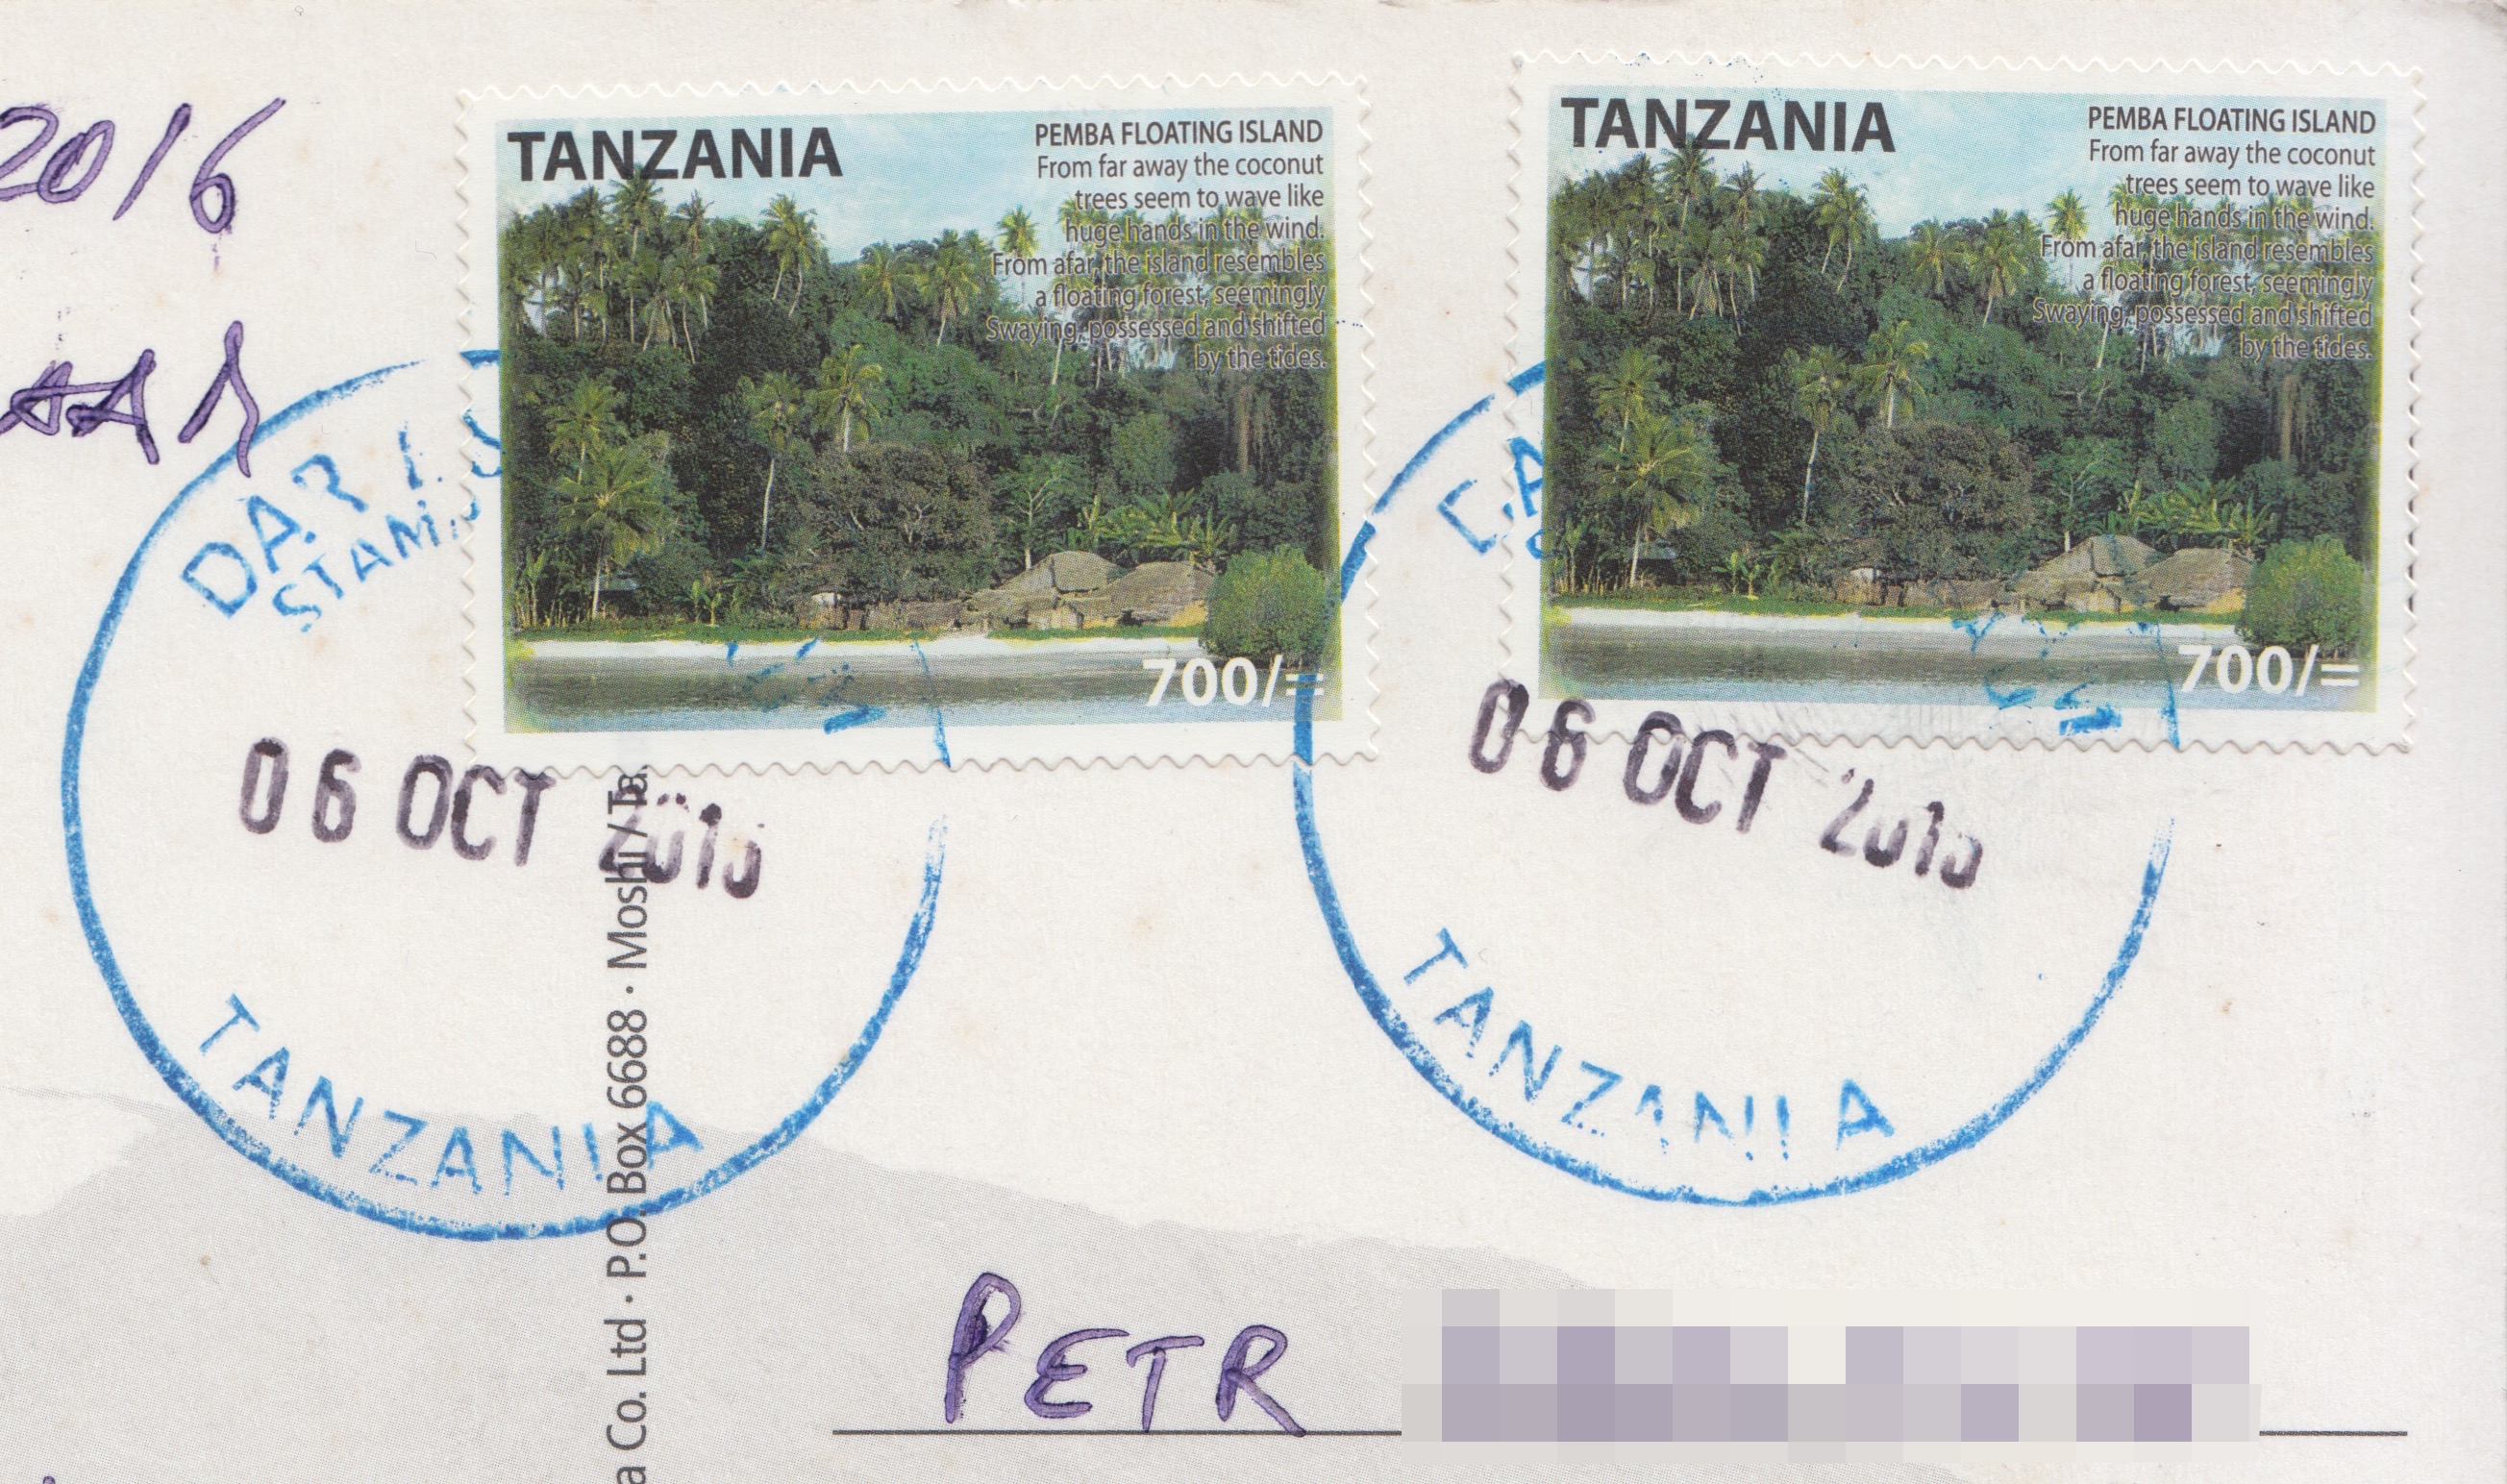 2016
TANZANIA
PEMBA FLOATING ISLAND
From far away the coconut
trees seem to wave like
huge hands in the wind.
From afar, the island resembles
a floating forest, seemingly
Swaying, possessed and shifted
by the tides.
700/=
TANZANIA
PEMBA FLOATING ISLAND
From far away the coconut
trees seem to wave like
huge hands in the wind.
From afar, the island resembles
a floating forest, seemingly
Swaying, possessed and shifted
by the tides.
700/=
DAR
06 OCT
TANZANIA
06 OCT
TANZANIA
Co. Ltd · P.O. Box 6688 · Moshi /
PETR